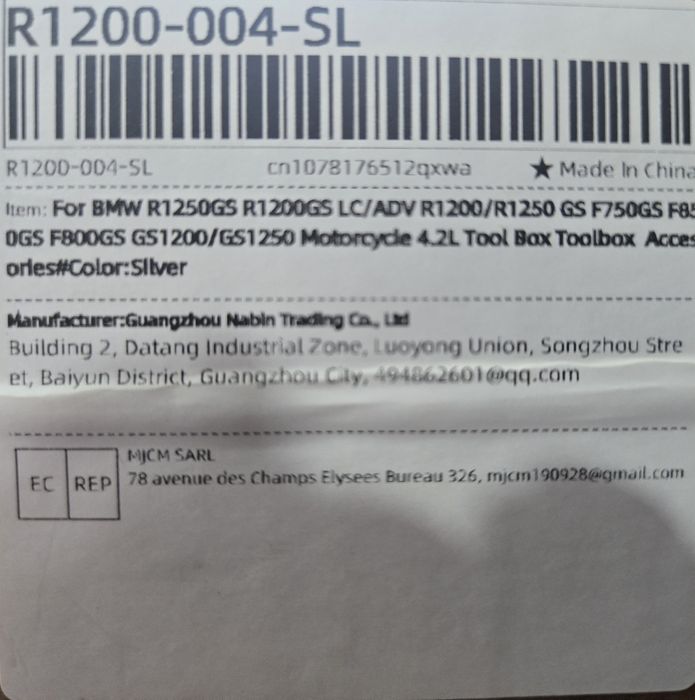 R1200-004-SL
R1200-004-SL cn1078176512qxwa ★ Made In China
Item: For BMW R1250GS R1200GS LC/ADV R1200/R1250 GS F750GS F85
0GS F800GS GS1200/GS1250 Motorcycle 4.2L Tool Box Toolbox Acces
ories#Color:Silver
Manufacturer:Guangzhou Nabin Trading Co., Ltd
Building 2, Datang Industrial Zone, Luoyong Union, Songzhou Stre
et, Baiyun District, Guangzhou City, 494862601@qq.com
MJCM SARL
EC REP 78 avenue des Champs Elysees Bureau 326, mjcm190928@gmail.com